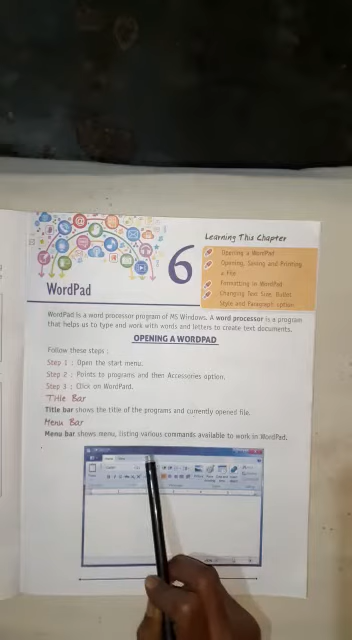 6
WordPad
Learning This Chapter
Opening a WordPad
Opening, Saving and Printing
a File
Formatting in WordPad
Changing Text Size, Bullet
Style and Paragraph option
WordPad is a word processor program of MS Windows. A word processor is a program
that helps us to type and work with words and letters to create text documents.
OPENING A WORDPAD
Follow these steps :
Step 1 : Open the start menu.
Step 2 : Points to programs and then Accessories option.
Step 3 : Click on WordPard.
Title Bar
Title bar shows the title of the programs and currently opened file.
Menu Bar
Menu bar shows menu, listing various commands available to work in WordPad.